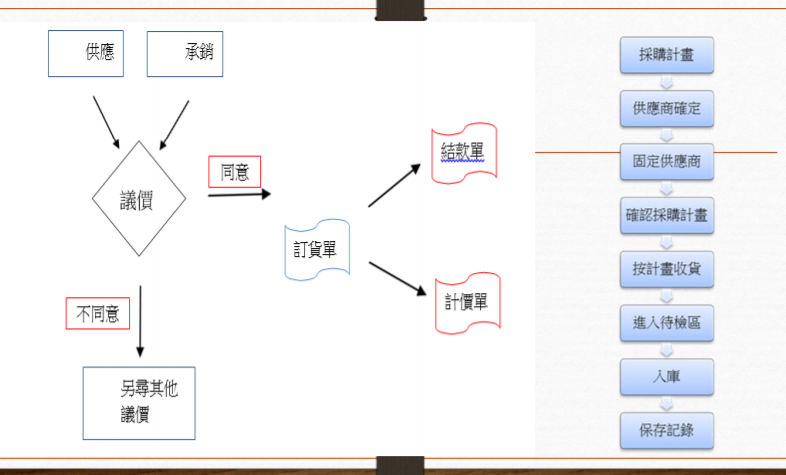 供應
承銷
議價
同意
不同意
另尋其他
議價
訂貨單
結款單
計價單
採購計畫
供應商確定
固定供應商
確認採購計畫
按計畫收貨
進入待檢區
入庫
保存記錄